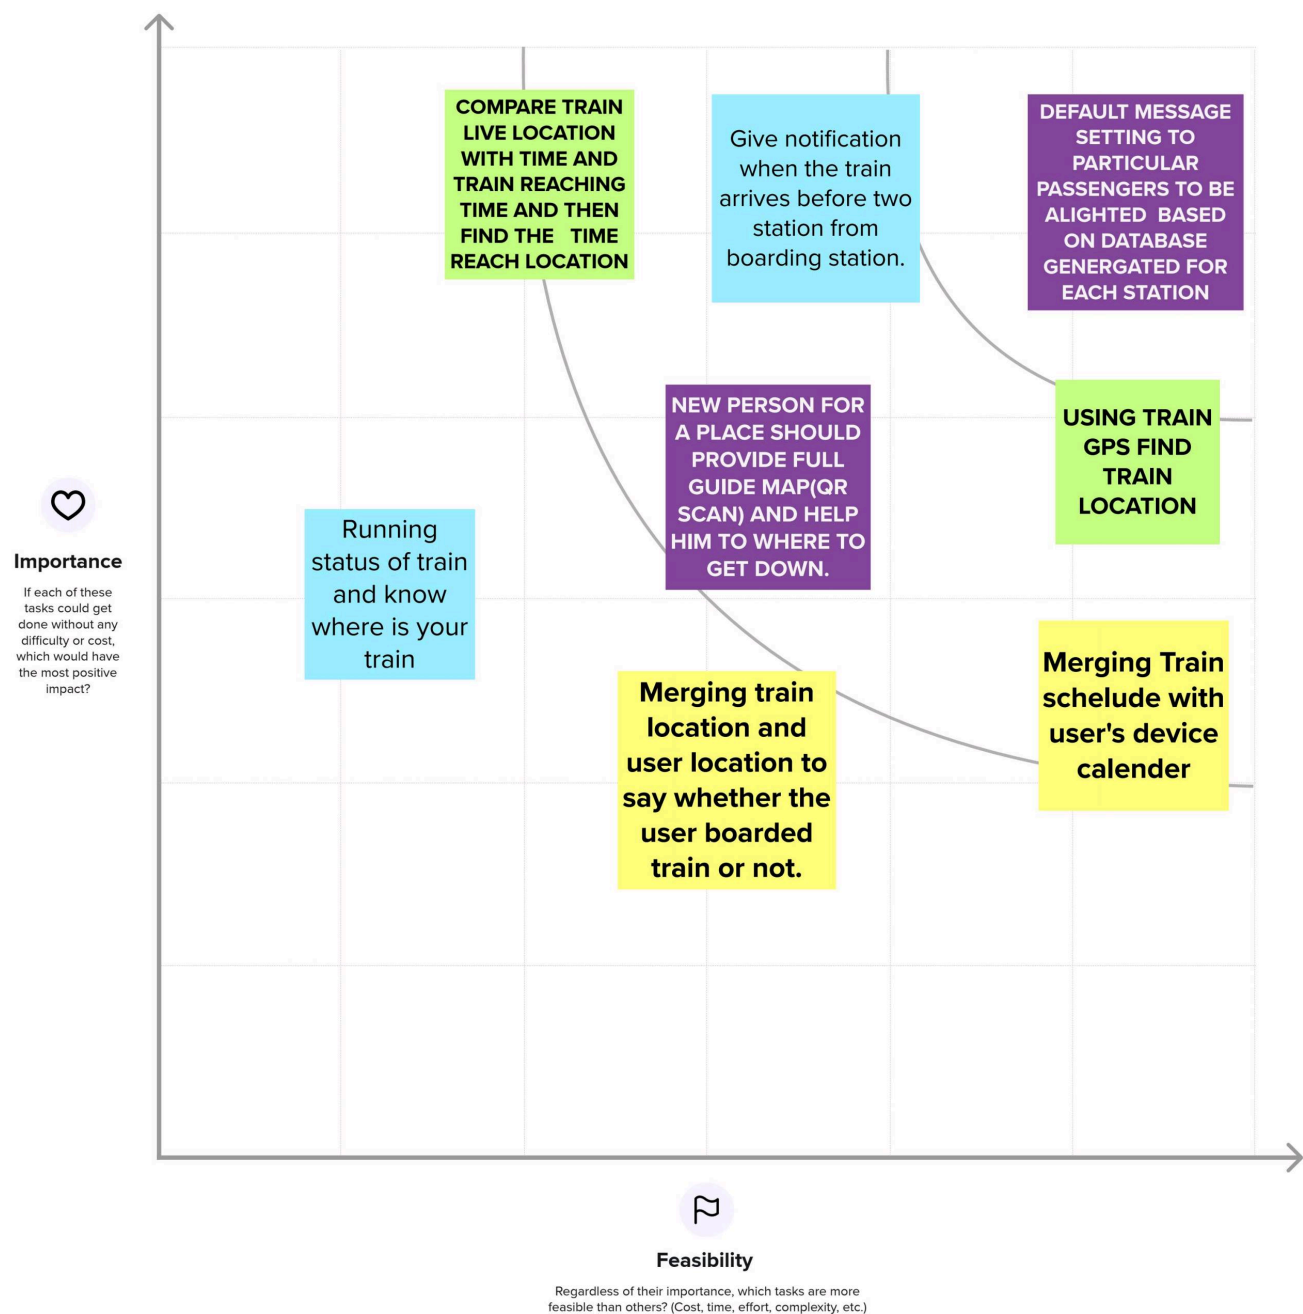 COMPARE TRAIN
LIVE LOCATION
WITH TIME AND
TRAIN REACHING
TIME AND THEN
FIND THE TIME
REACH LOCATION
Give notification
when the train
arrives before two
station from
boarding station.
DEFAULT MESSAGE
SETTING TO
PARTICULAR
PASSENGERS TO BE
ALIGHTED BASED
ON DATABASE
GENERGATED FOR
EACH STATION
NEW PERSON FOR
A PLACE SHOULD
PROVIDE FULL
GUIDE MAP(QR
SCAN) AND HELP
HIM TO WHERE TO
GET DOWN.
USING TRAIN
GPS FIND
TRAIN
LOCATION
Running
status of train
and know
where is your
train
Merging train
location and
user location to
say whether the
user boarded
train or not.
Merging Train
schelude with
user's device
calender
Importance
If each of these
tasks could get
done without any
difficulty or cost,
which would have
the most positive
impact?
Feasibility
Regardless of their importance, which tasks are more
feasible than others? (Cost, time, effort, complexity, etc.)